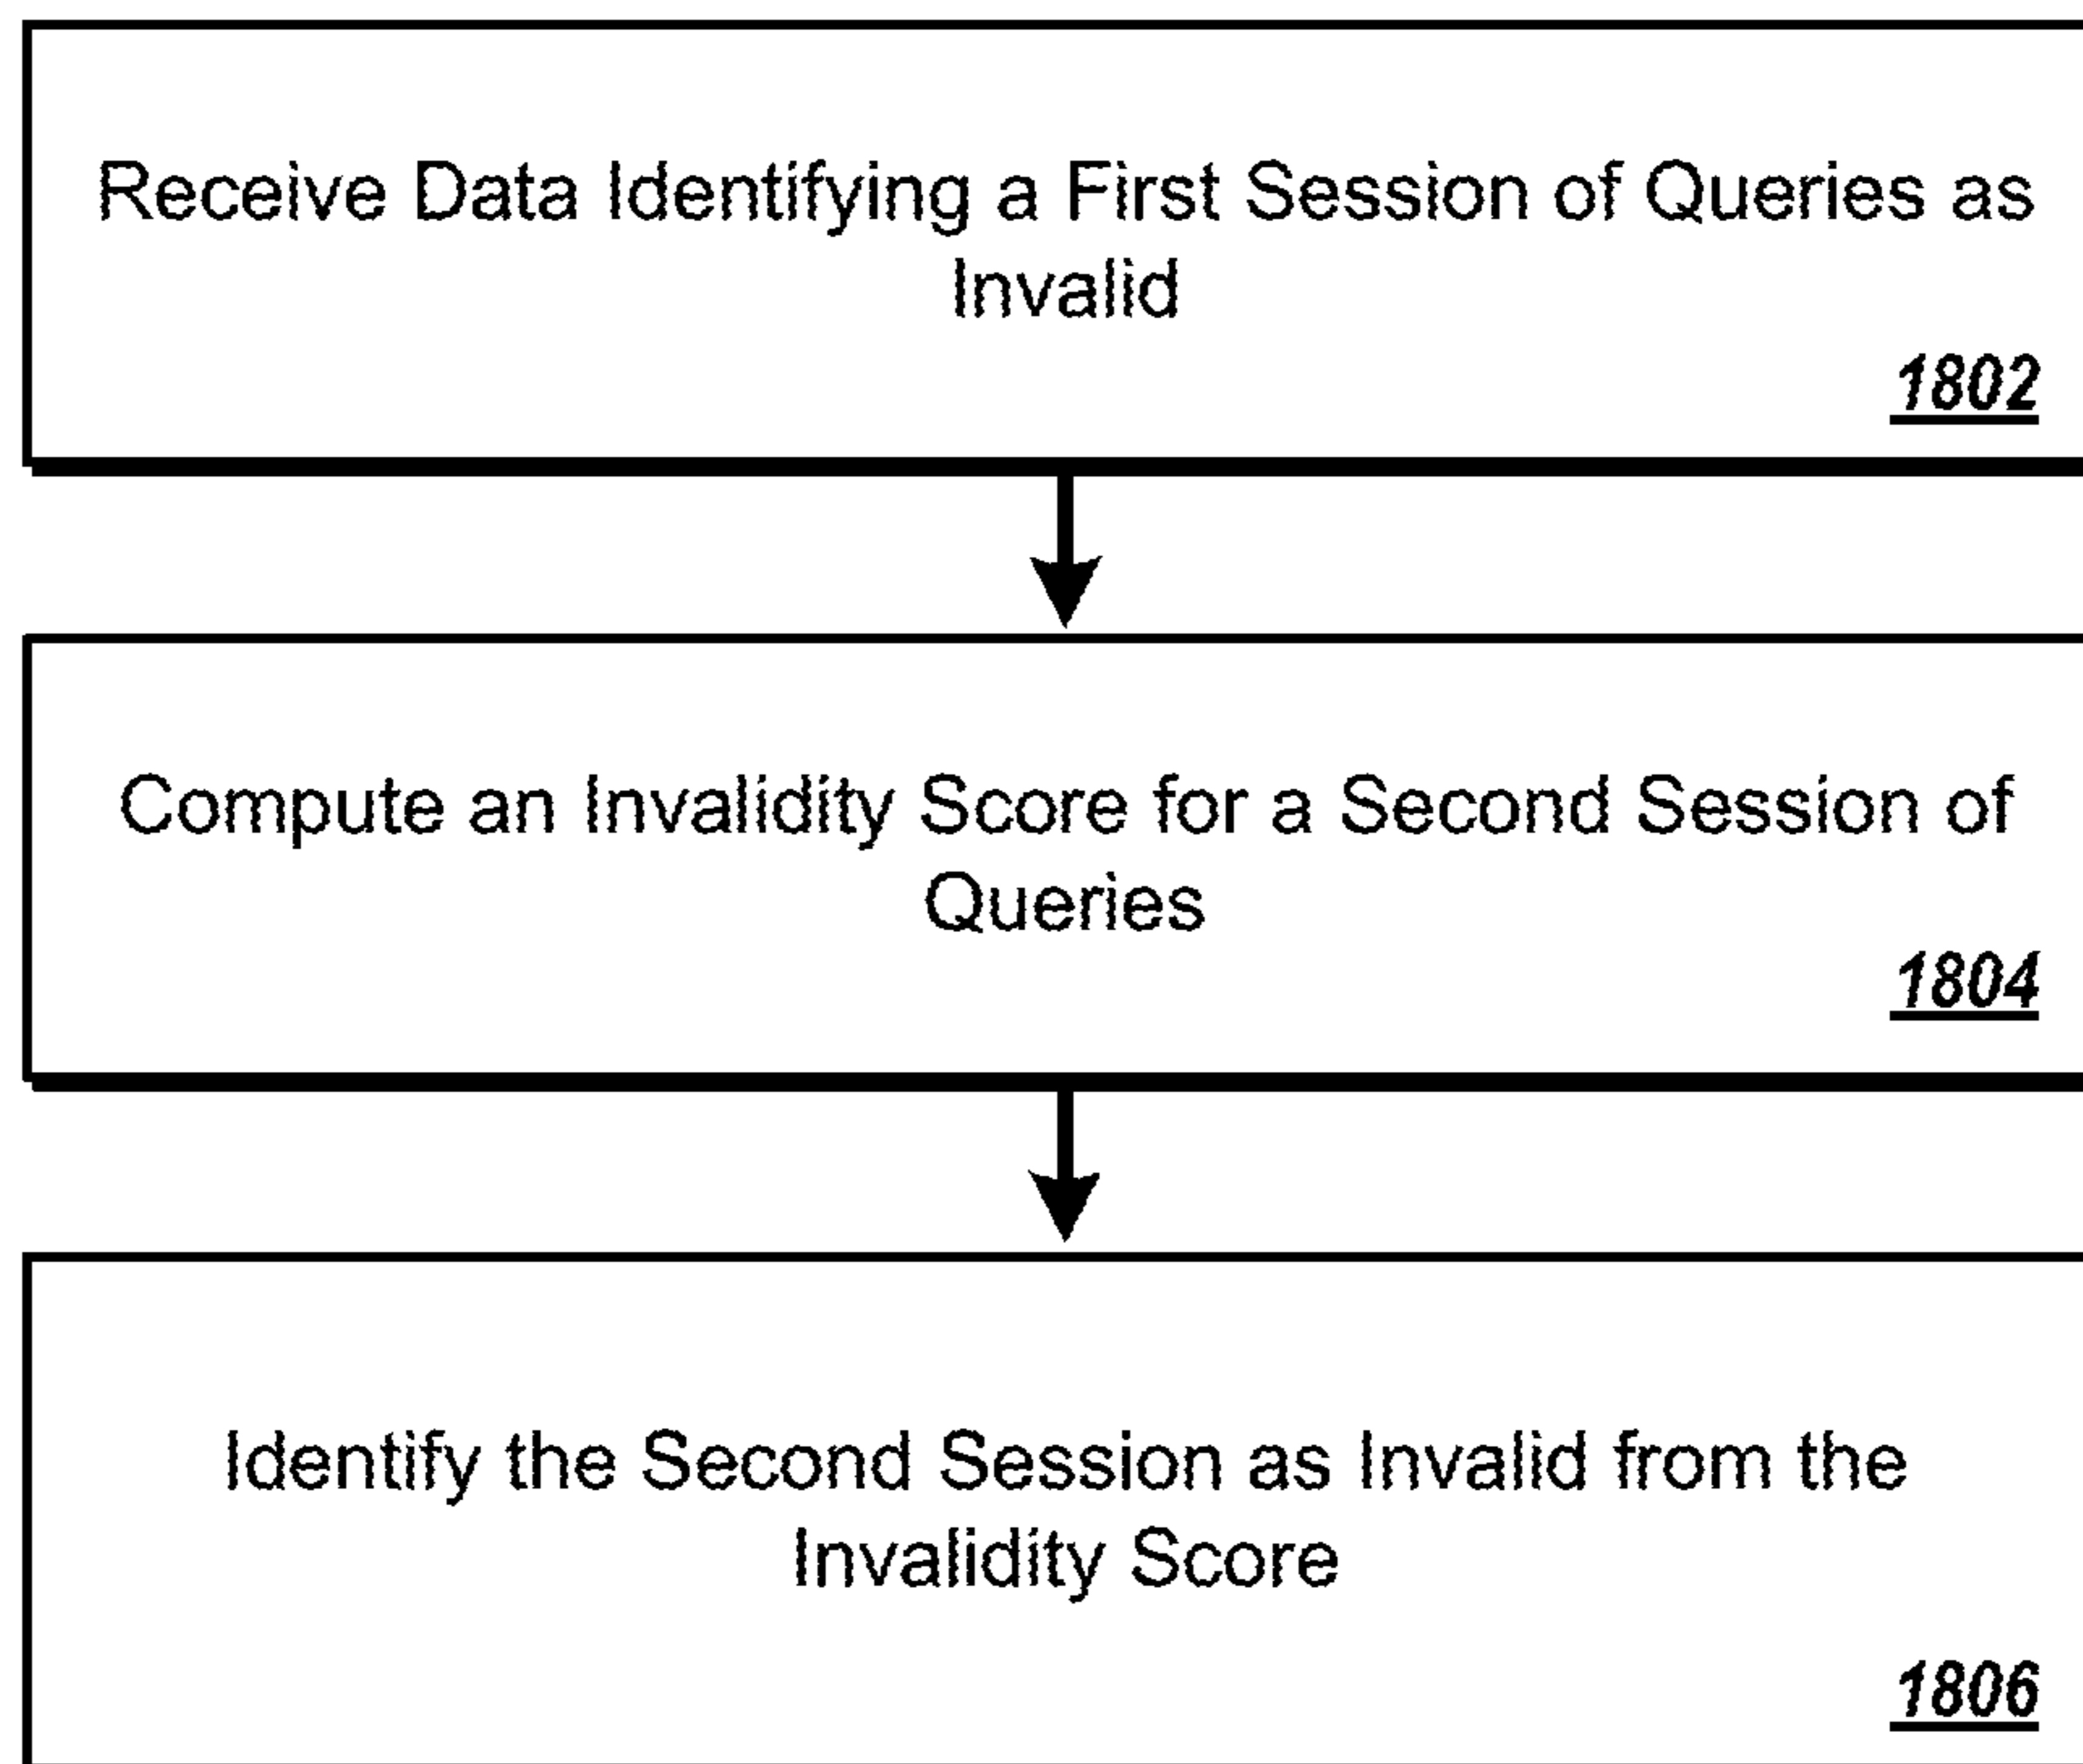 Receive Data Identifying a First Session of Queries as
Invalid
1802
Compute an Invalidity Score for a Second Session of
Queries
1804
Identify the Second Session as Invalid from the
Invalidity Score
1806